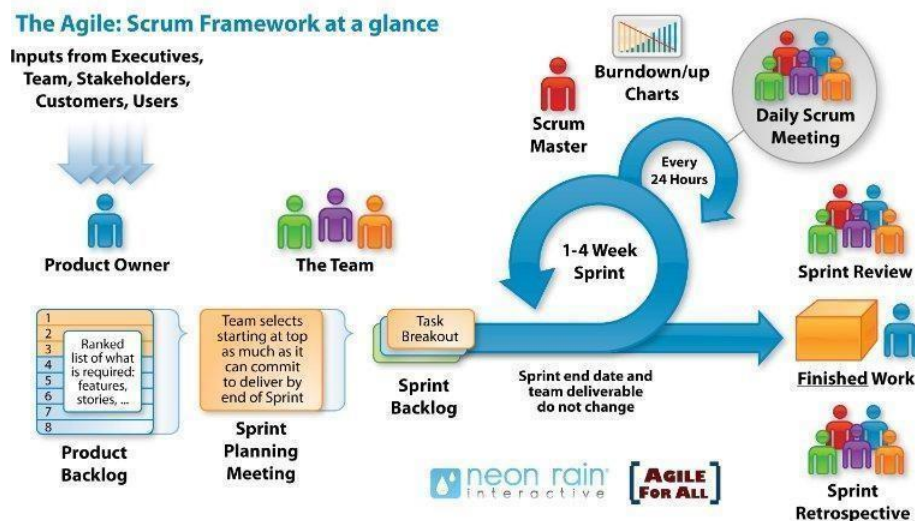 The Agile: Scrum Framework at a glance
Inputs from Executives,
Team, Stakeholders,
Customers, Users
Product Owner
The Team
Scrum
Master
Burndown/up
Charts
Daily Scrum
Meeting
Every
24 Hours
1-4 Week
Sprint
Sprint Review
1
2
3
4
5
6
7
8
Ranked
list of what
is required:
features,
stories, ...
Product
Backlog
Team selects
starting at top
as much as it
can commit
to deliver by
end of Sprint
Sprint
Planning
Meeting
Task
Breakout
Sprint
Backlog
Sprint end date and
team deliverable
do not change
Finished Work
Sprint
Retrospective
neon rain®
interactive
AGILE
FOR ALL